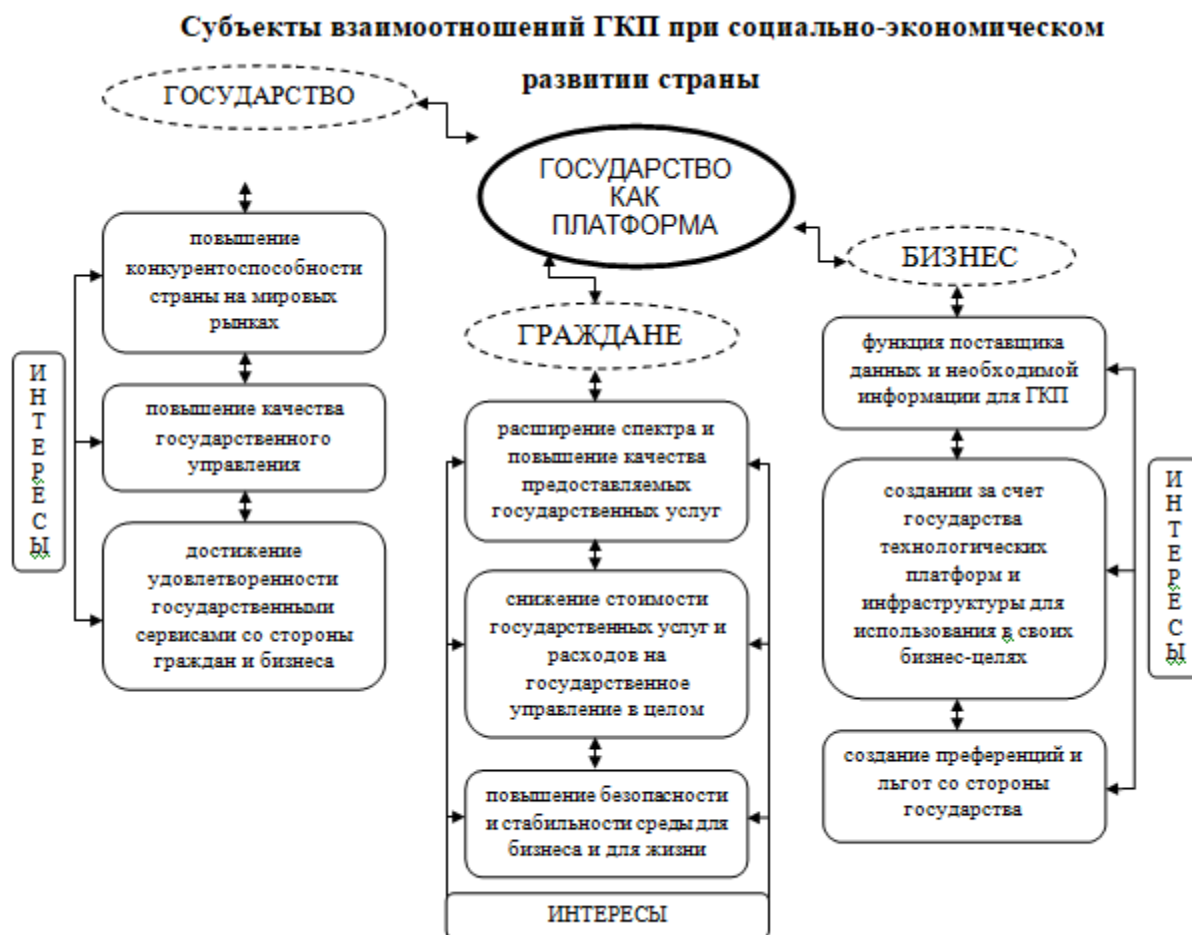 Субъекты взаимоотношений ГКП при социально-экономическом
развитии страны
ГОСУДАРСТВО
ГОСУДАРСТВО
КАК
ПЛАТФОРМА
БИЗНЕС
ГРАЖДАНЕ
ИНТЕРЕСЫ
повышение
конкурентоспособности
страны на мировых
рынках
повышение качества
государственного
управления
достижение
удовлетворенности
государственными
сервисами со стороны
граждан и бизнеса
расширение спектра и
повышение качества
предоставляемых
государственных услуг
снижение стоимости
государственных услуг и
расходов на
государственное
управление в целом
повышение безопасности
и стабильности среды для
бизнеса и для жизни
ИНТЕРЕСЫ
функция поставщика
данных и необходимой
информации для ГКП
создании за счет
государства
технологических
платформ и
инфраструктуры для
использования в своих
бизнес-целях
создание преференций и
льгот со стороны
государства
ИНТЕРЕСЫ